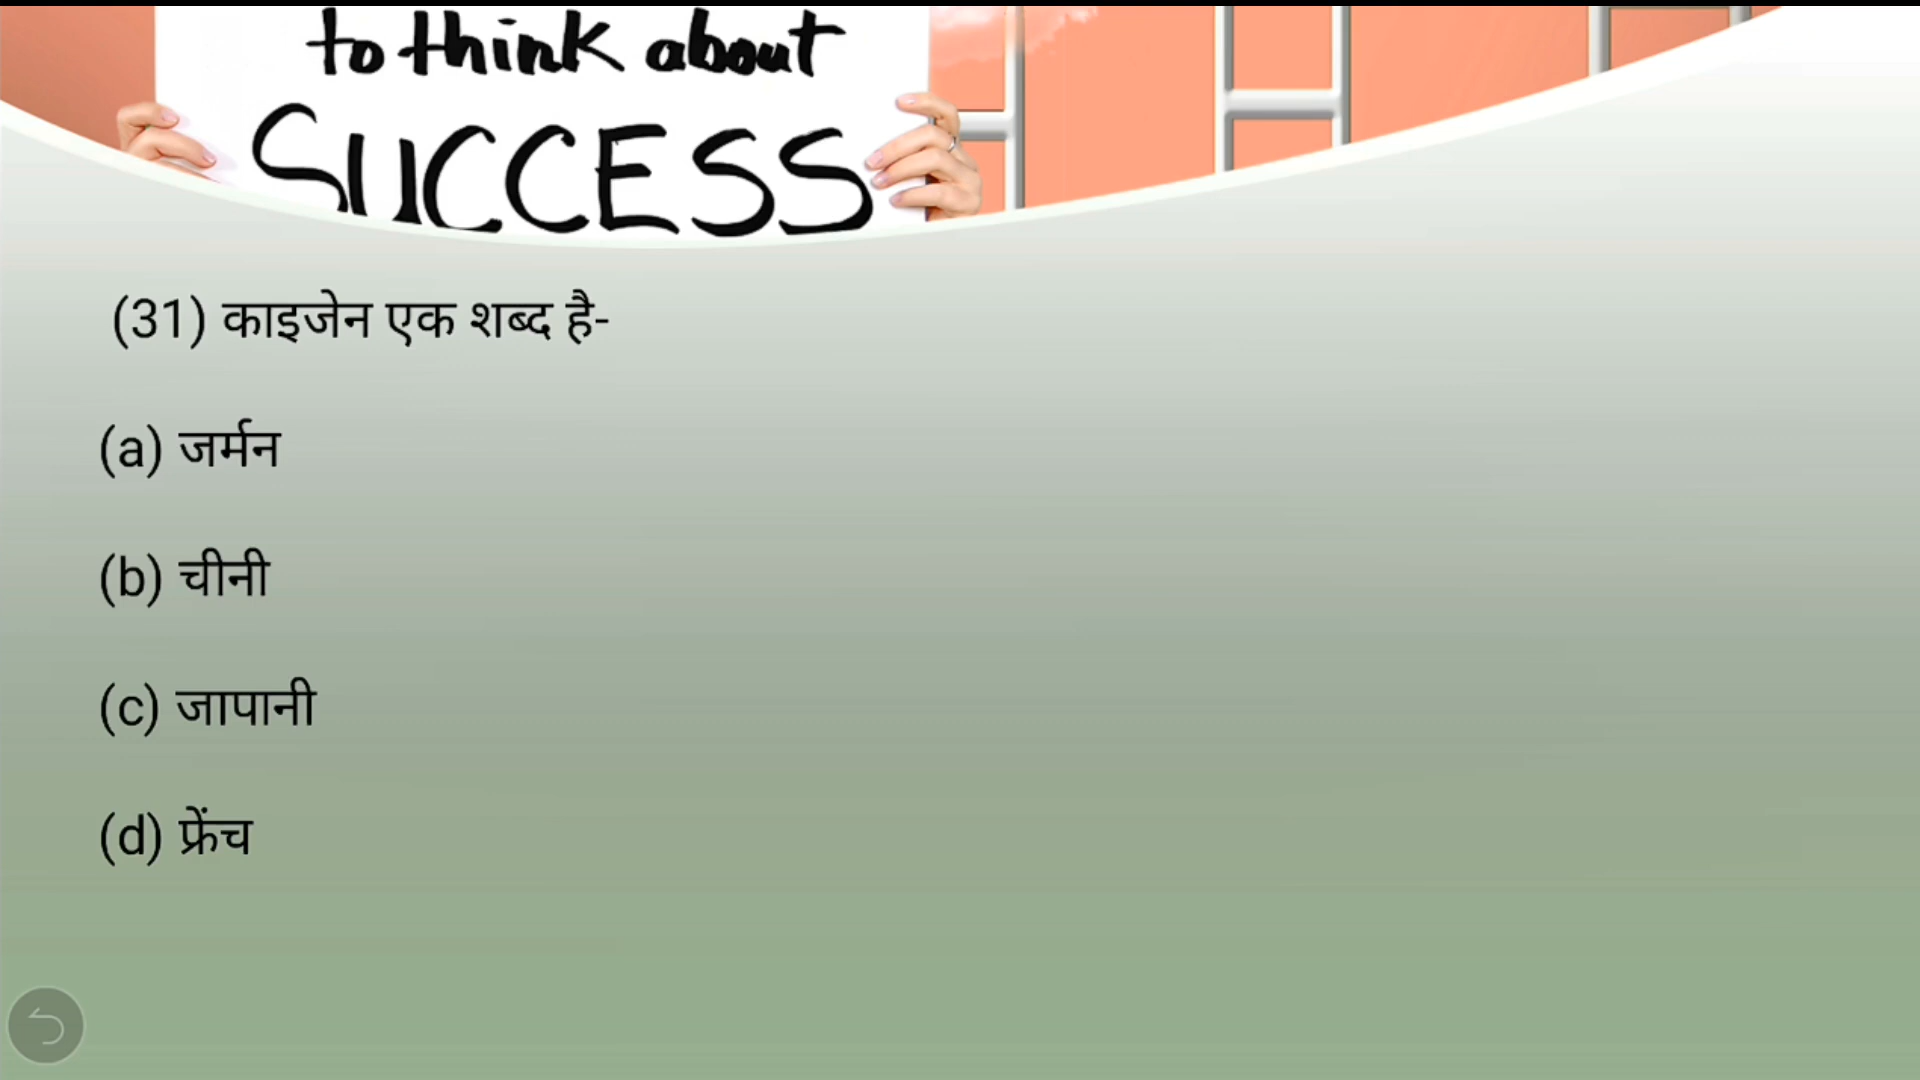 to think about
SUCCESS
(31) काइजेन एक शब्द है-
(a) जर्मन
(b) चीनी
(c) जापानी
(d) फ्रेंच